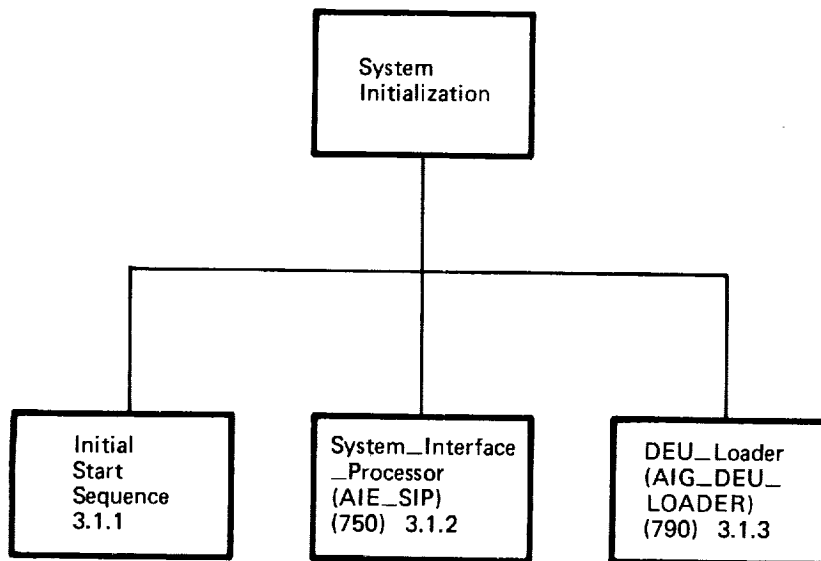 System
Initialization
Initial
Start
Sequence
3.1.1
System_Interface
_Processor
(AIE_SIP)
(750) 3.1.2
DEU_Loader
(AIG_DEU_
LOADER)
(790) 3.1.3